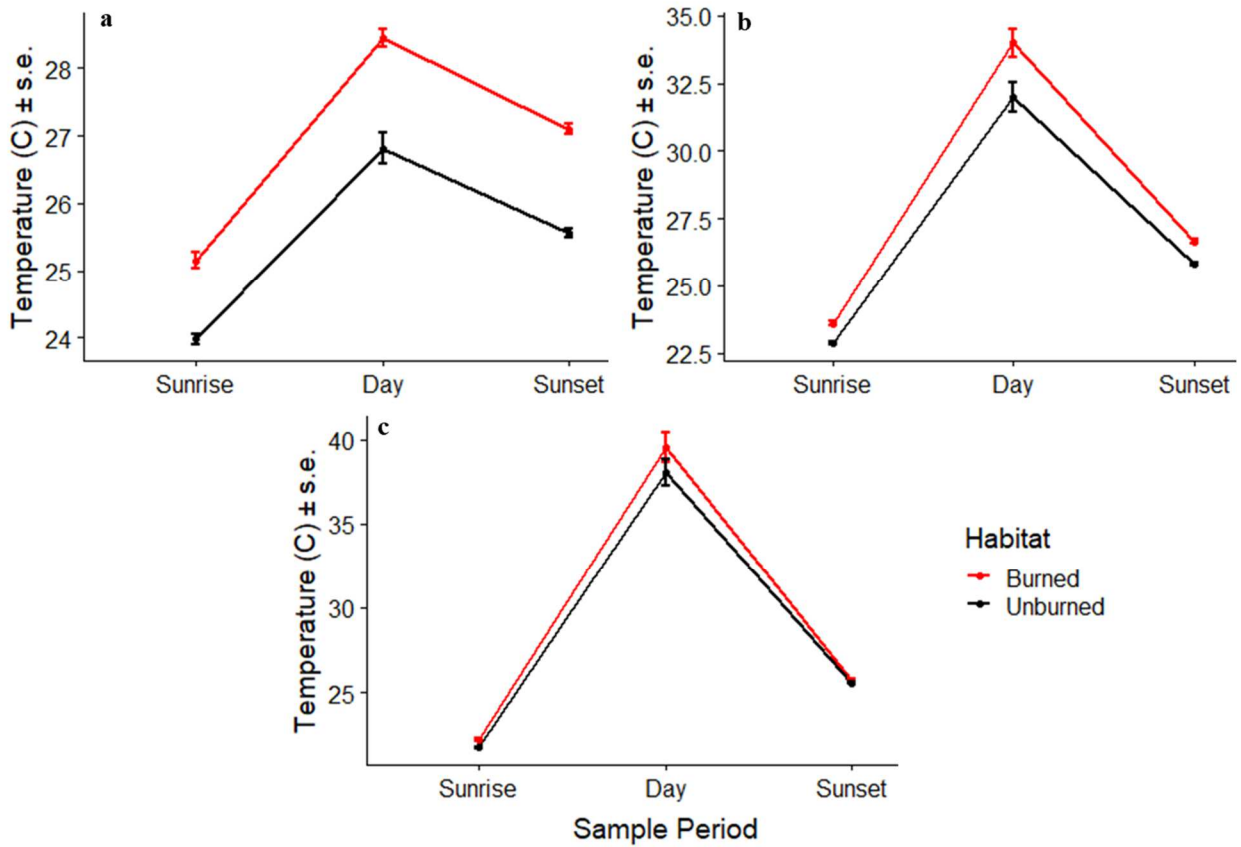 a
Temperature (C) ± s.e.
28
27
26
25
24
Sunrise Day Sunset
b
Temperature (C) ± s.e.
35.0
32.5
30.0
27.5
25.0
22.5
Sunrise Day Sunset
c
Temperature (C) ± s.e.
40
35
30
25
Sunrise Day Sunset
Sample Period
Habitat
Burned
Unburned